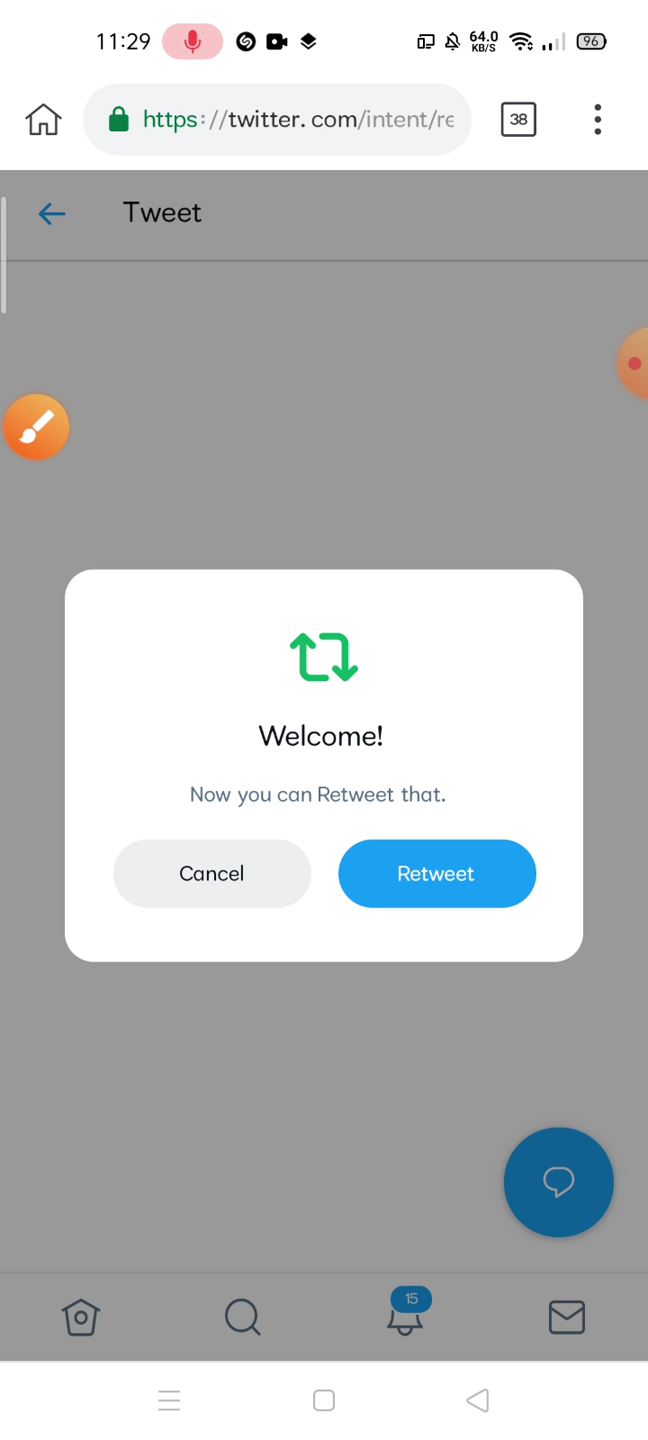 11:29 64.0 KB/S 96
https://twitter.com/intent/re 38
Tweet
Welcome!
Now you can Retweet that.
Cancel Retweet
15